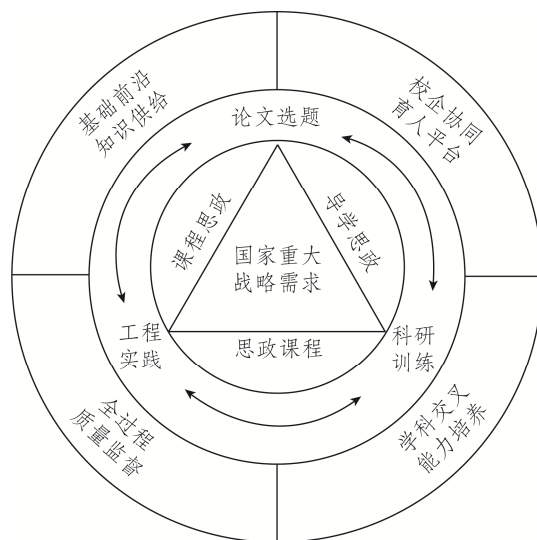 基础前沿
知识供给
校企协同
育人平台
论文选题
课程思政
导学思政
国家重大
战略需求
工程
实践
思政课程
科研
训练
全过程
质量监督
学科交叉
能力培养